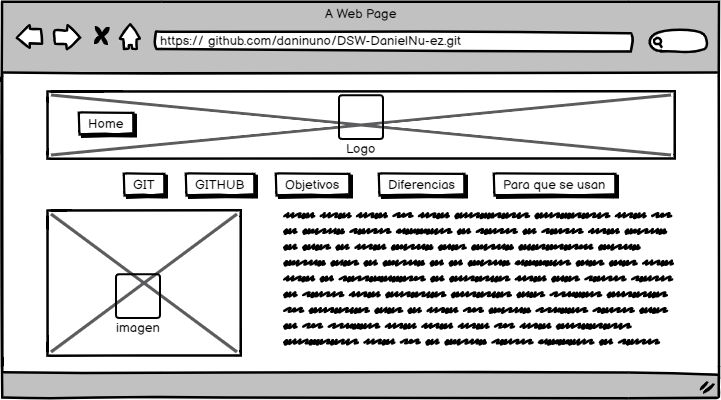 A Web Page
https:// github.com/daninuno/DSW-DanielNu-ez.git
Home
Logo
GIT
GITHUB
Objetivos
Diferencias
Para que se usan
imagen